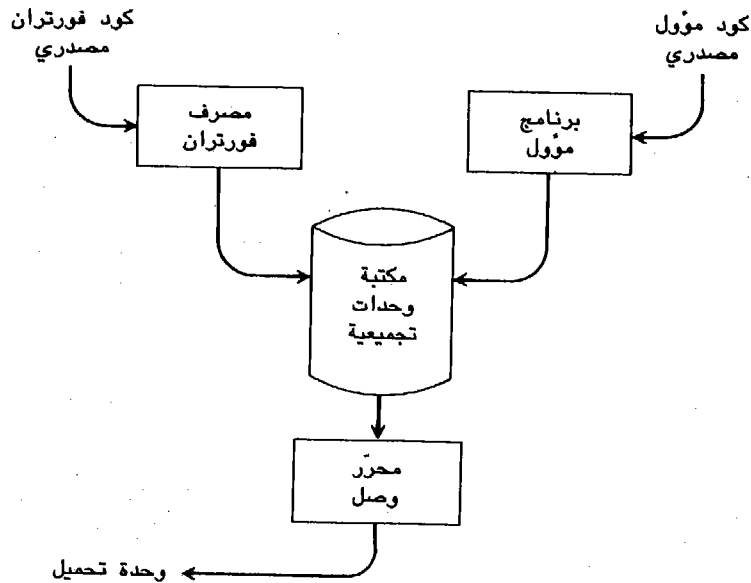 كود مؤول
مصدري
كود فورتران
مصدري
برنامج
مؤول
مصرف
فورتران
مكتبة
وحدات
تجميعية
محرّر
وصل
وحدة تحميل